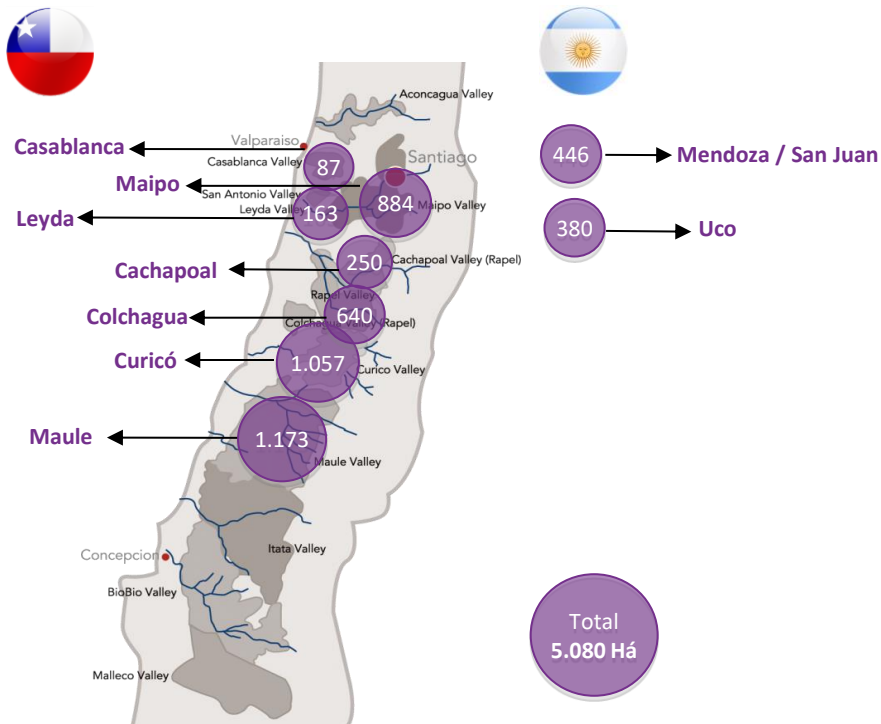 Aconcagua Valley
Valparaiso
Casablanca
Casablanca Valley
87
Santiago
446
Mendoza / San Juan
Maipo
San Antonio Valley
884
Maipo Valley
Leyda
Leyda Valley
163
380
Uco
Cachapoal
250
Cachapoal Valley (Rapel)
Rapel Valley
Colchagua
640
Colchagua Valley (Rapel)
Curicó
1.057
Curico Valley
Maule
1.173
Maule Valley
Itata Valley
Concepcion
BioBio Valley
Total
5.080 Há
Malleco Valley